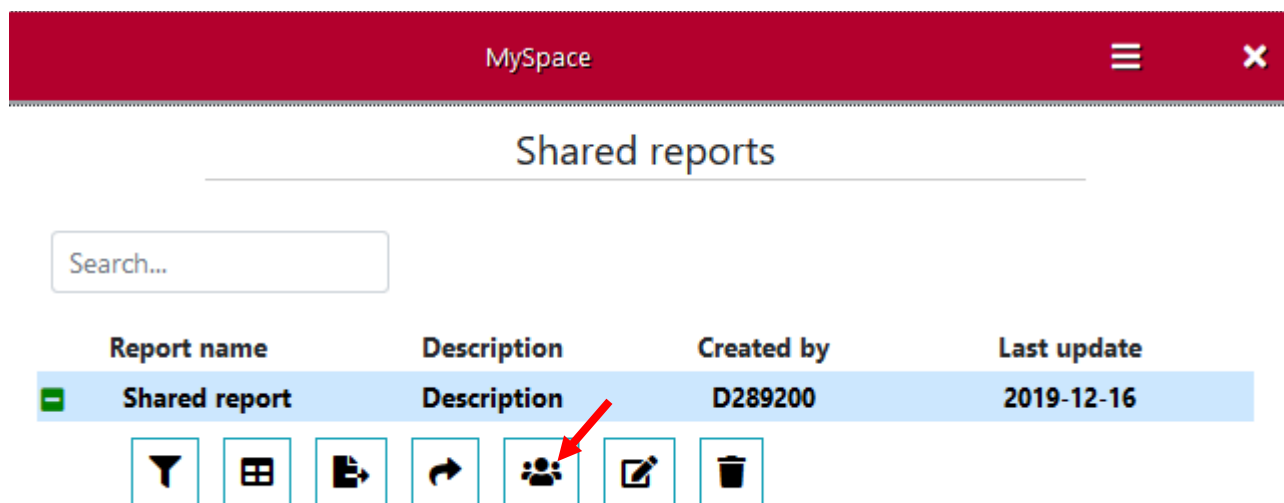 MySpace
Shared reports
Search...
Report name Description Created by Last update
Shared report Description D289200 2019-12-16